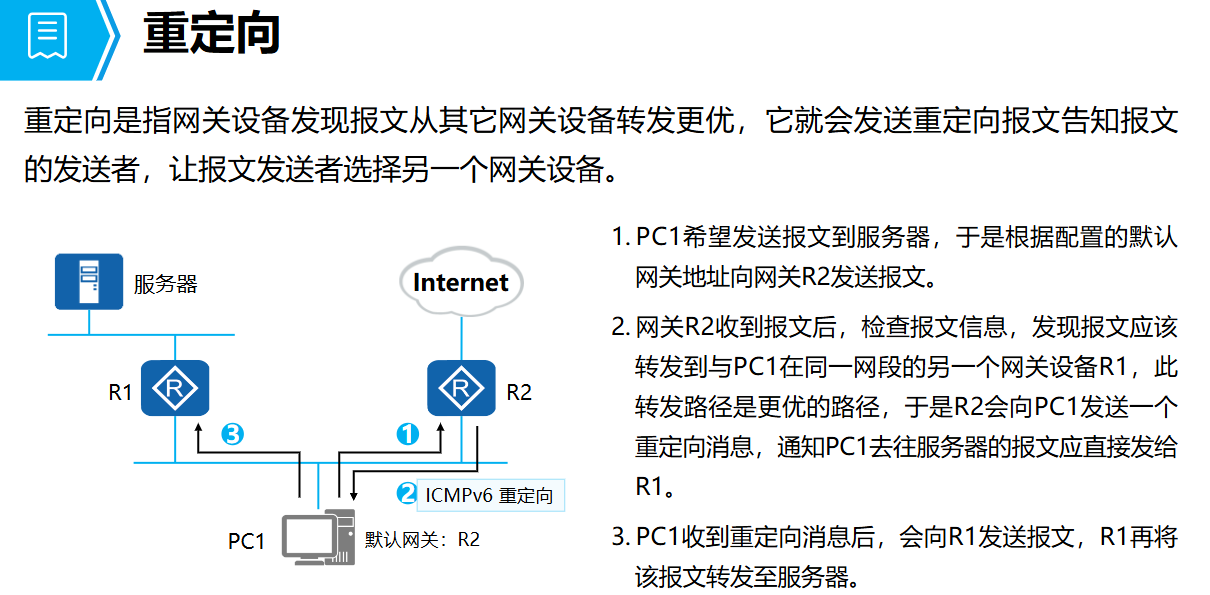 重定向
重定向是指网关设备发现报文从其它网关设备转发更优，它就会发送重定向报文告知报文
的发送者，让报文发送者选择另一个网关设备。
服务器
Internet
R1
R
R
R2
3
1
2
ICMPv6 重定向
PC1
默认网关：R2
1. PC1希望发送报文到服务器，于是根据配置的默认
网关地址向网关R2发送报文。
2. 网关R2收到报文后，检查报文信息，发现报文应该
转发到与PC1在同一网段的另一个网关设备R1，此
转发路径是更优的路径，于是R2会向PC1发送一个
重定向消息，通知PC1去往服务器的报文应直接发给
R1。
3. PC1收到重定向消息后，会向R1发送报文，R1再将
该报文转发至服务器。